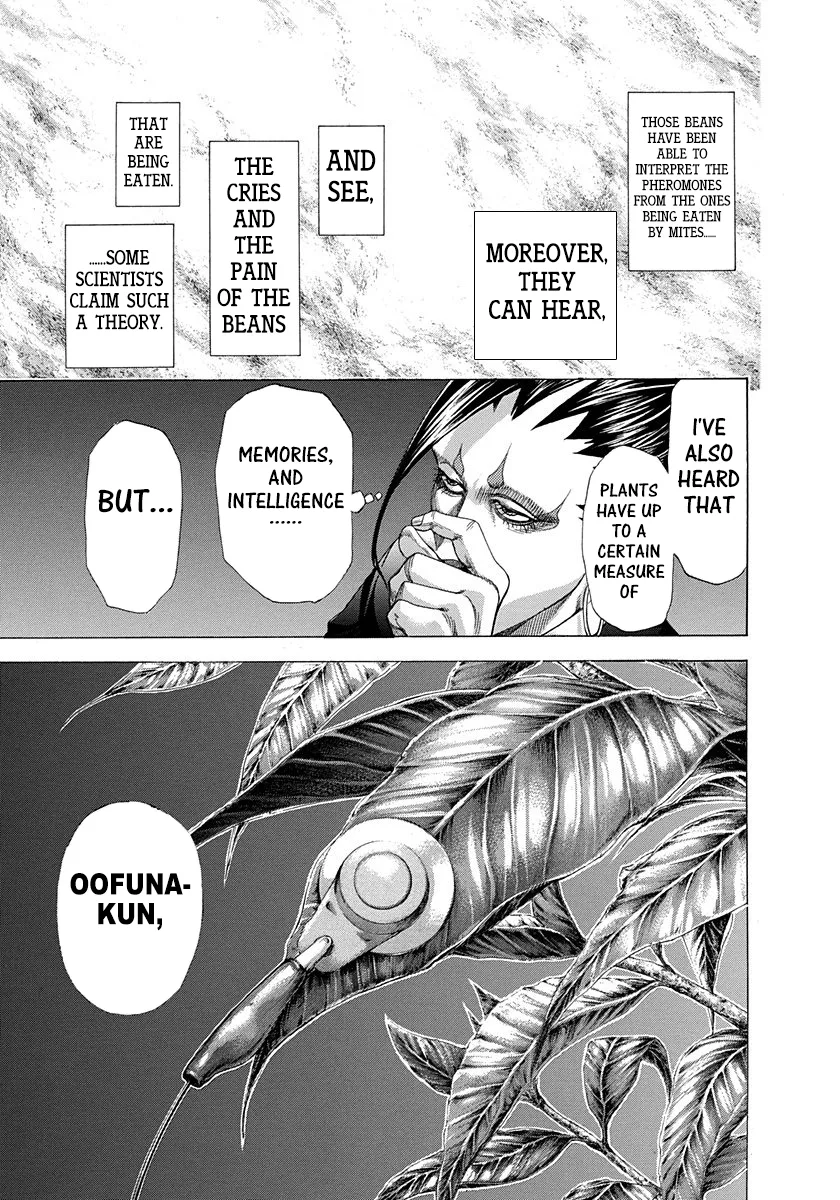 THOSE BEANS
HAVE BEEN
ABLE TO
INTERPRET THE
PHEROMONES
FROM THE ONES
BEING EATEN
BY MITES.....
MOREOVER,
THEY
CAN HEAR,
AND
SEE,
THE
CRIES
AND
THE
PAIN
OF THE
BEANS
THAT
ARE
BEING
EATEN.
......SOME
SCIENTISTS
CLAIM SUCH
A THEORY.
I'VE
ALSO
HEARD
THAT
PLANTS
HAVE UP
TO A
CERTAIN
MEASURE
OF
MEMORIES,
AND
INTELLIGENCE
......
BUT...
OOFUNA-
KUN,